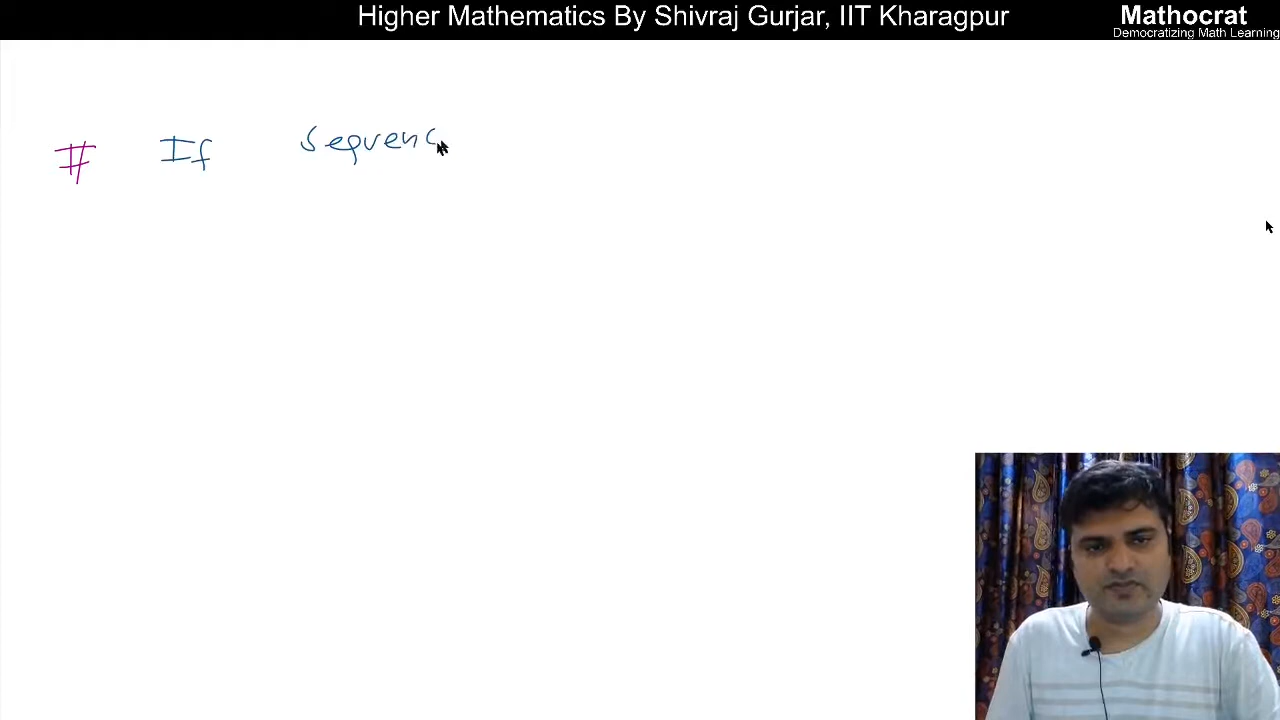 Higher Mathematics By Shivraj Gurjar, IIT Kharagpur
Mathocrat
Democratizing Math Learning
# If Sequenc